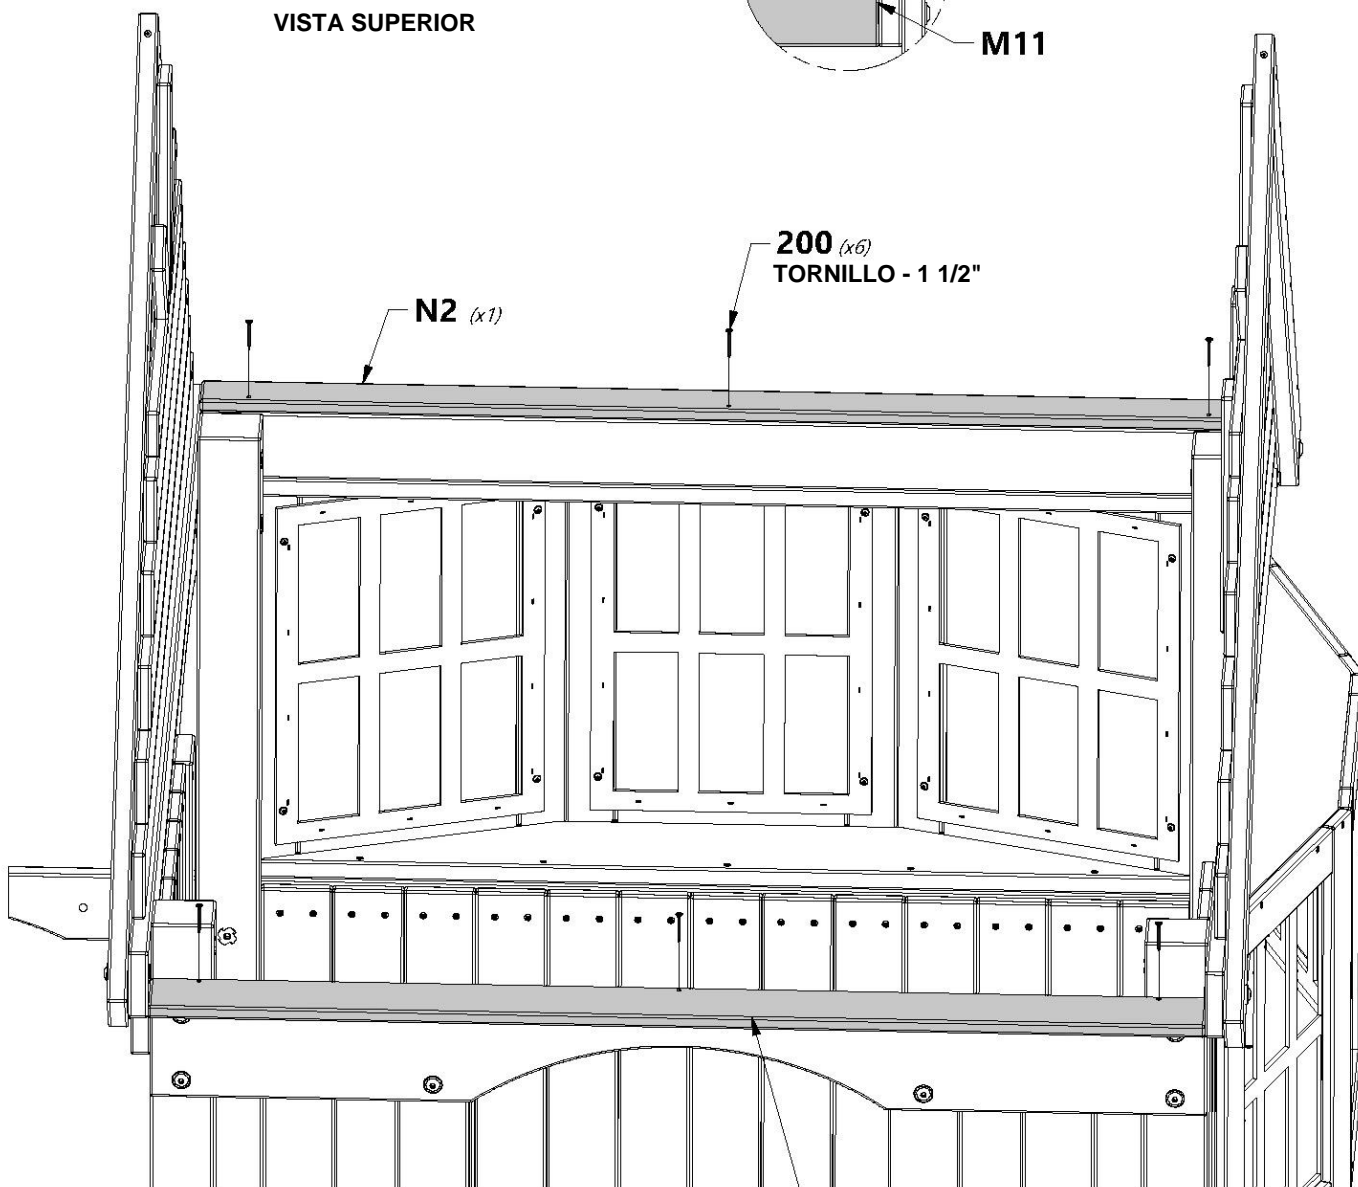 VISTA SUPERIOR
M11
200 (x6)
TORNILLO - 1 1/2"
N2 (x1)